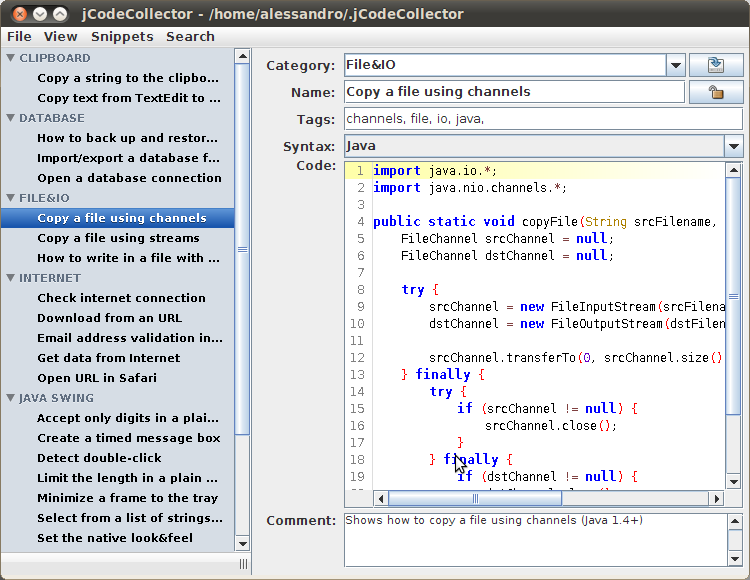 jCodeCollector - /home/alessandro/.jCodeCollector
File View Snippets Search
CLIPBOARD
Copy a string to the clipbo...
Copy text from TextEdit to ...
DATABASE
How to back up and restor...
Import/export a database f...
Open a database connection
FILE&IO
Copy a file using channels
Copy a file using streams
How to write in a file with ...
INTERNET
Check internet connection
Download from an URL
Email address validation in...
Get data from Internet
Open URL in Safari
JAVA SWING
Accept only digits in a plai...
Create a timed message box
Detect double-click
Limit the length in a plain ...
Minimize a frame to the tray
Select from a list of strings...
Set the native look&feel
Category: File&IO
Name: Copy a file using channels
Tags: channels, file, io, java,
Syntax: Java
Code:
1 import java.io.*;
2 import java.nio.channels.*;
3
4 public static void copyFile(String srcFilename,
5 FileChannel srcChannel = null;
6 FileChannel dstChannel = null;
7
8 try {
9 srcChannel = new FileInputStream(srcFilena
10 dstChannel = new FileOutputStream(dstFilen
11
12 srcChannel.transferTo(0, srcChannel.size()
13 } finally {
14 try {
15 if (srcChannel != null) {
16 srcChannel.close();
17 }
18 } finally {
19 if (dstChannel != null) {
Comment: Shows how to copy a file using channels (Java 1.4+)